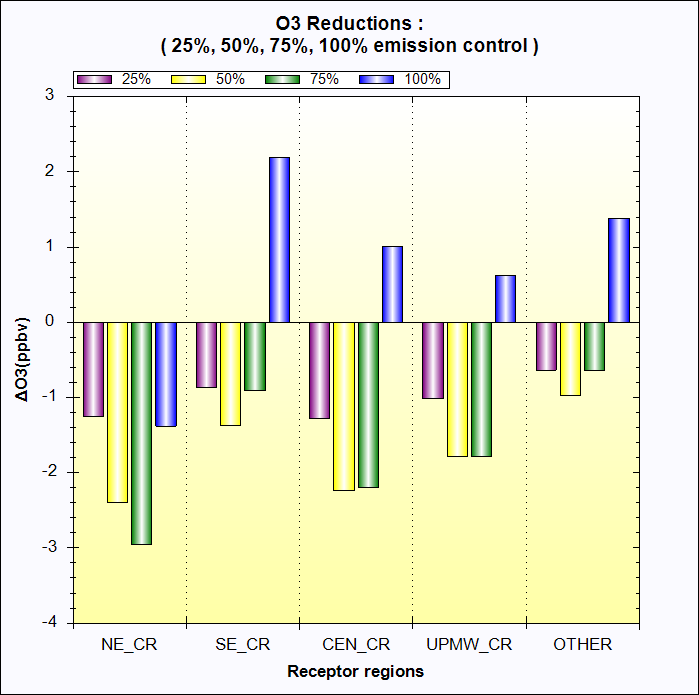 O3 Reductions :
( 25%, 50%, 75%, 100% emission control )
25% 50% 75% 100%
3
2
1
0
-1
-2
-3
-4
ΔO3(ppbv)
NE_CR SE_CR CEN_CR UPMW_CR OTHER
Receptor regions